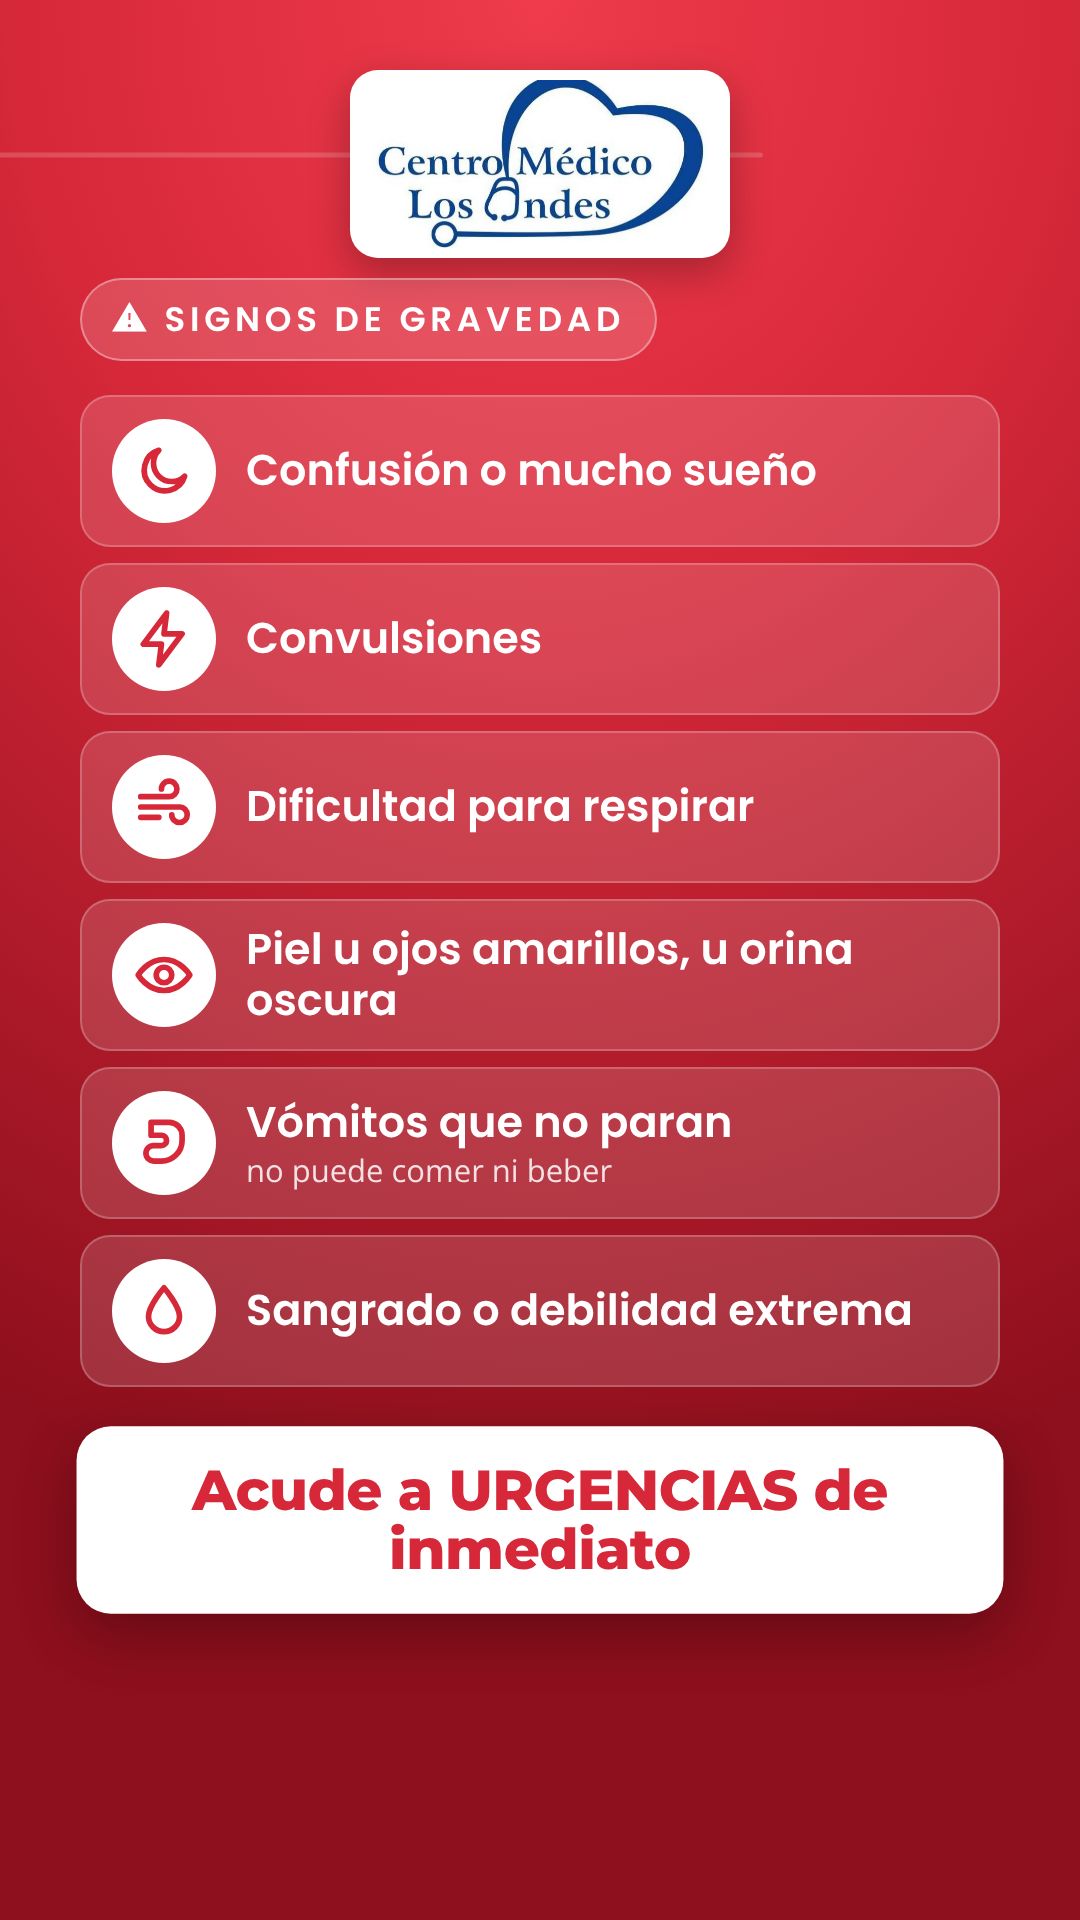 Centro Médico
Los Andes
SIGNOS DE GRAVEDAD
Confusión o mucho sueño
Convulsiones
Dificultad para respirar
Piel u ojos amarillos, u orina
oscura
Vómitos que no paran
no puede comer ni beber
Sangrado o debilidad extrema
Acude a URGENCIAS de
inmediato